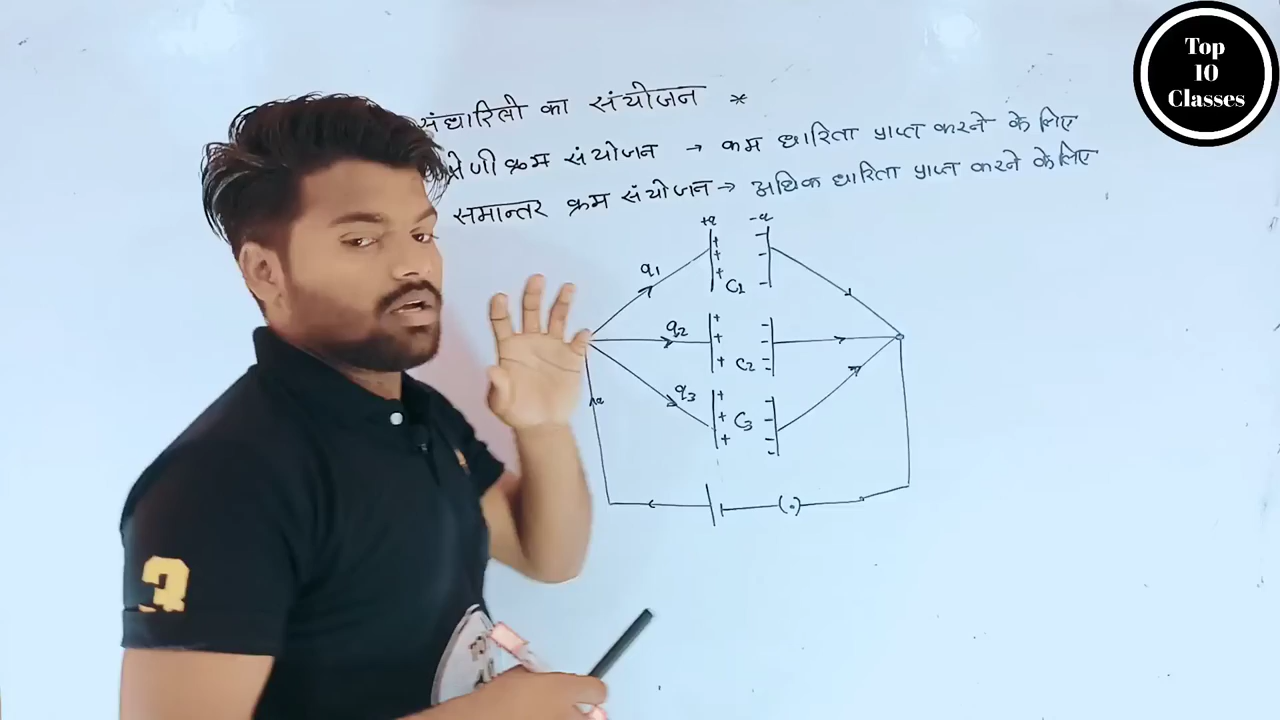 संधारितो का संयोजन *
श्रेणी क्रम संयोजन → कम धारिता प्राप्त करने के लिए
समान्तर क्रम संयोजन → अधिक धारिता प्राप्त करने के लिए
+q -q
q1 + + + C1 - - -
q2 + + + C2 - - - -
q3 + + + C3 - - - -
q
(.)
Top
10
Classes